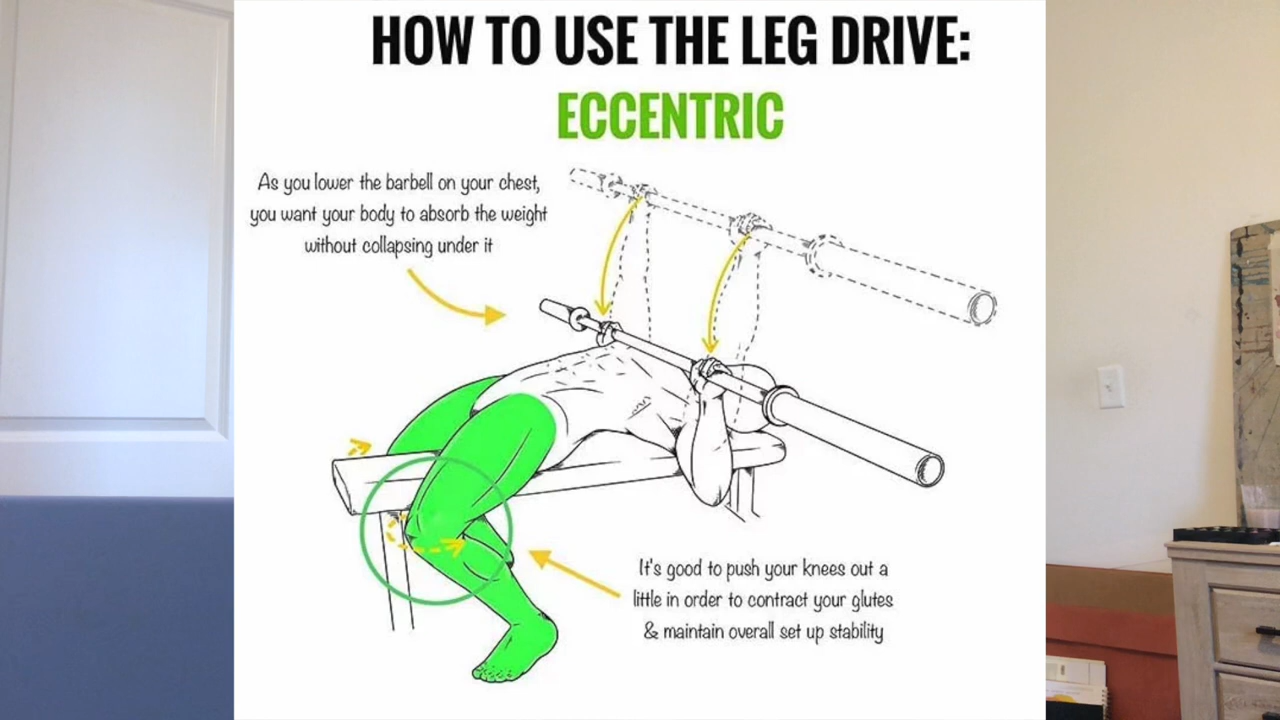 HOW TO USE THE LEG DRIVE:
ECCENTRIC
As you lower the barbell on your chest,
you want your body to absorb the weight
without collapsing under it
It's good to push your knees out a
little in order to contract your glutes
& maintain overall set up stability